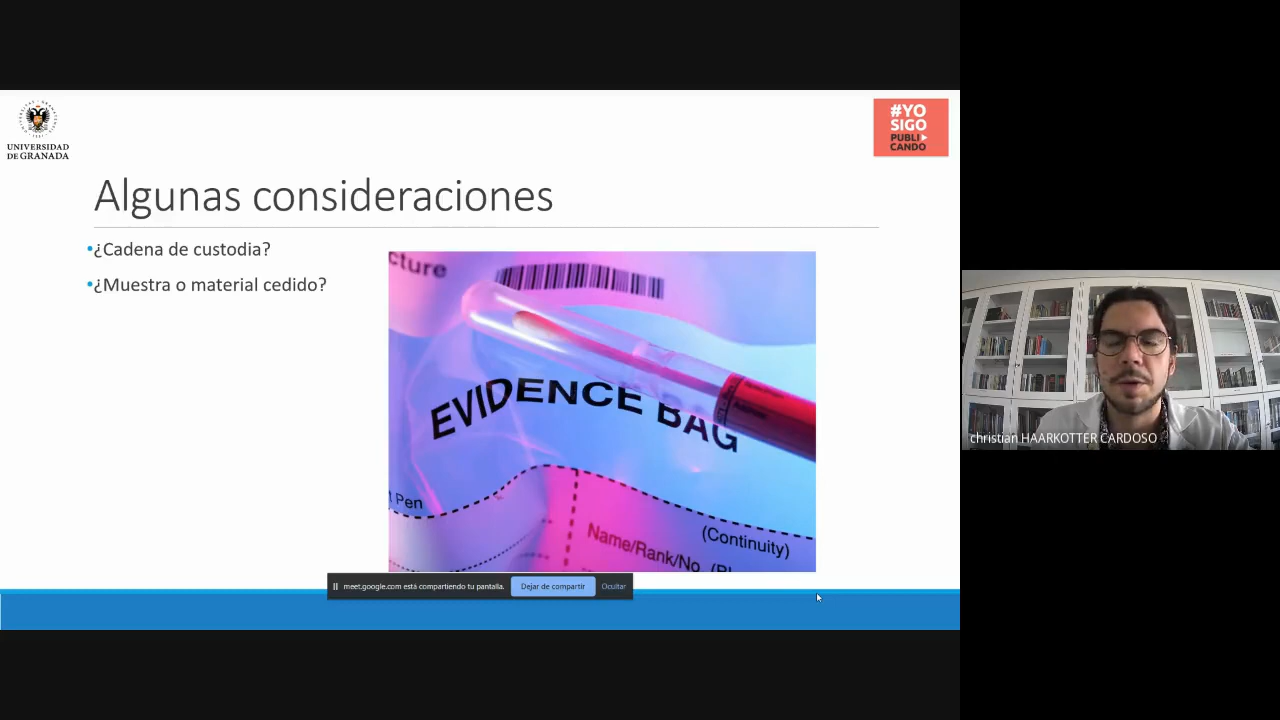 UNIVERSIDAD
DE GRANADA
#YO
SIGO
PUBLI
CANDO
Algunas consideraciones
•¿Cadena de custodia?
•¿Muestra o material cedido?
cture
EVIDENCE BAG
Pen
(Continuity)
Name/Rank/No.
meet.google.com está compartiendo tu pantalla.
Dejar de compartir
Ocultar
christian HAARKOTTER CARDOSO